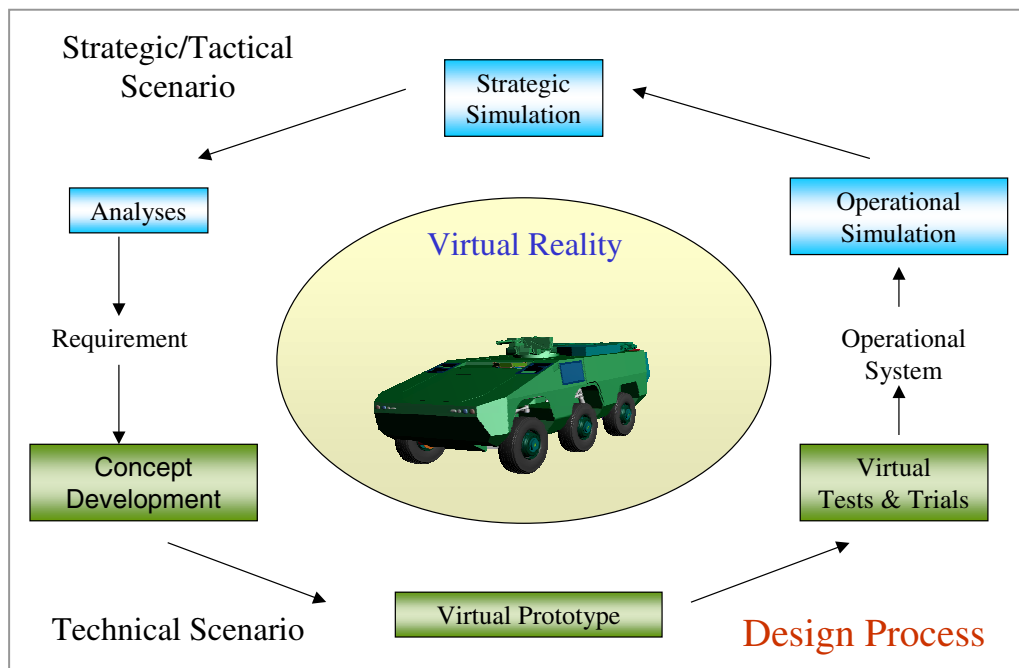 Strategic/Tactical
Scenario
Strategic
Simulation
Analyses
Operational
Simulation
Virtual Reality
Requirement
Operational
System
Concept
Development
Virtual
Tests & Trials
Virtual Prototype
Technical Scenario
Design Process